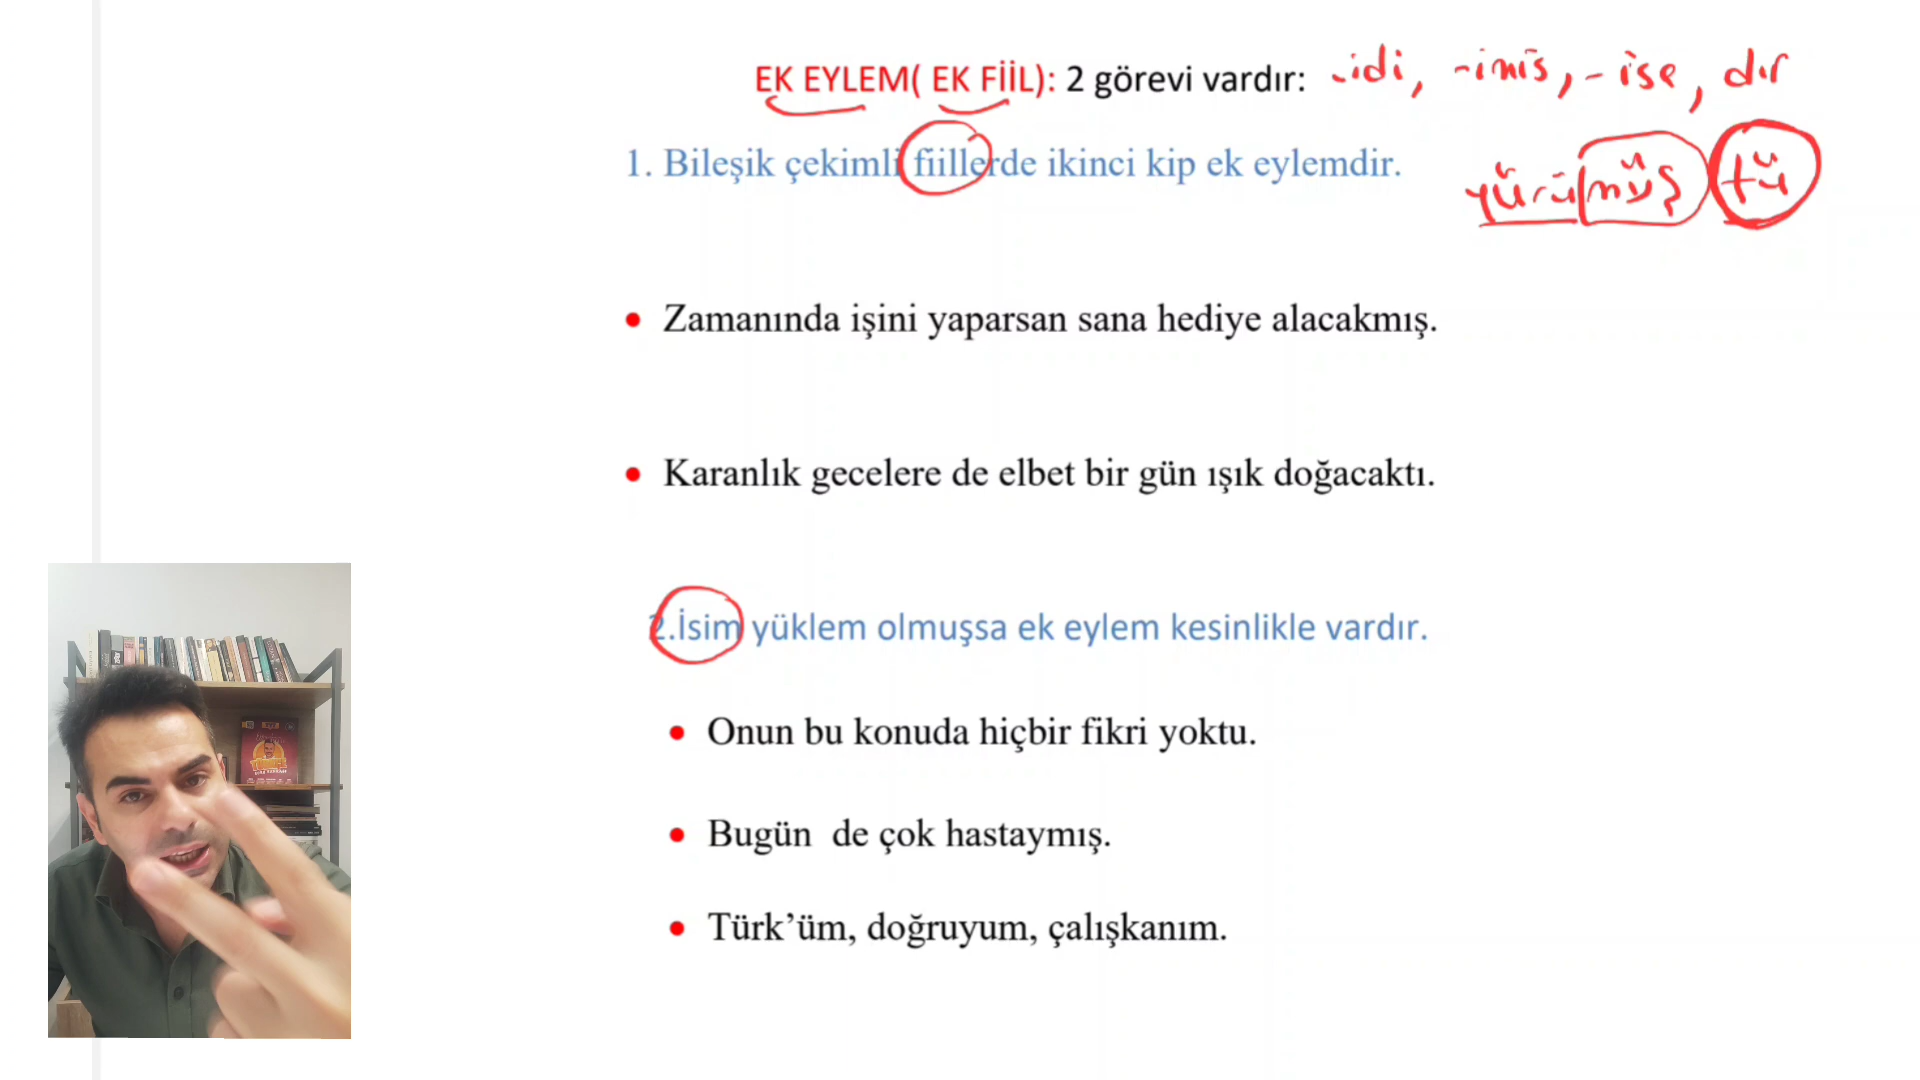 EK EYLEM( EK FİİL): 2 görevi vardır: -idi, -imiş, -ise, dır
1. Bileşik çekimli fiillerde ikinci kip ek eylemdir. yürümüştü
• Zamanında işini yaparsan sana hediye alacakmış.
• Karanlık gecelere de elbet bir gün ışık doğacaktı.
2.İsim yüklem olmuşsa ek eylem kesinlikle vardır.
• Onun bu konuda hiçbir fikri yoktu.
• Bugün de çok hastaymış.
• Türk’üm, doğruyum, çalışkanım.